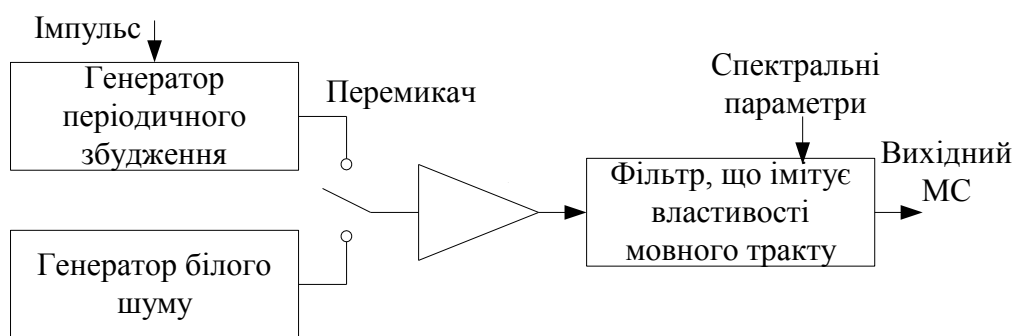 Імпульс
Генератор
періодичного
збудження
Перемикач
Генератор білого
шуму
Спектральні
параметри
Фільтр, що імітує
властивості
мовного тракту
Вихідний
МС